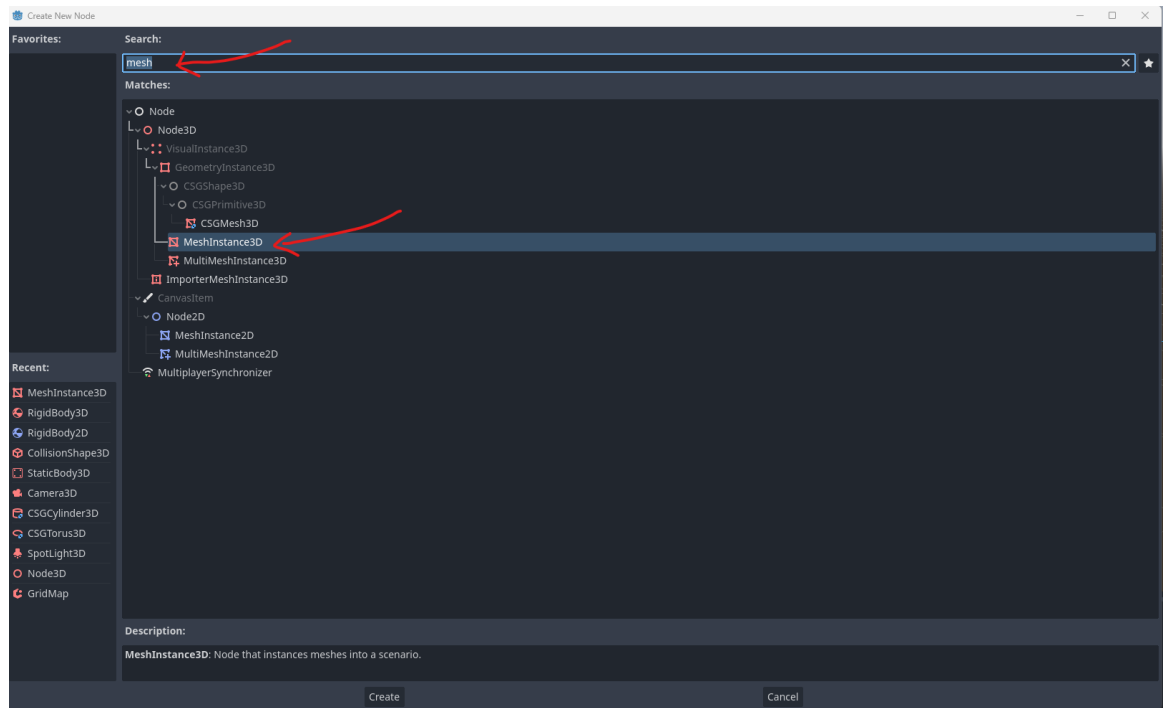 Create New Node
Favorites:
Search:
mesh
Matches:
Node
Node3D
VisualInstance3D
GeometryInstance3D
CSGShape3D
CSGPrimitive3D
CSGMesh3D
MeshInstance3D
MultiMeshInstance3D
ImporterMeshInstance3D
CanvasItem
Node2D
MeshInstance2D
MultiMeshInstance2D
MultiplayerSynchronizer
Recent:
MeshInstance3D
RigidBody3D
RigidBody2D
CollisionShape3D
StaticBody3D
Camera3D
CSGCylinder3D
CSGTorus3D
SpotLight3D
Node3D
GridMap
Description:
MeshInstance3D: Node that instances meshes into a scenario.
Create
Cancel